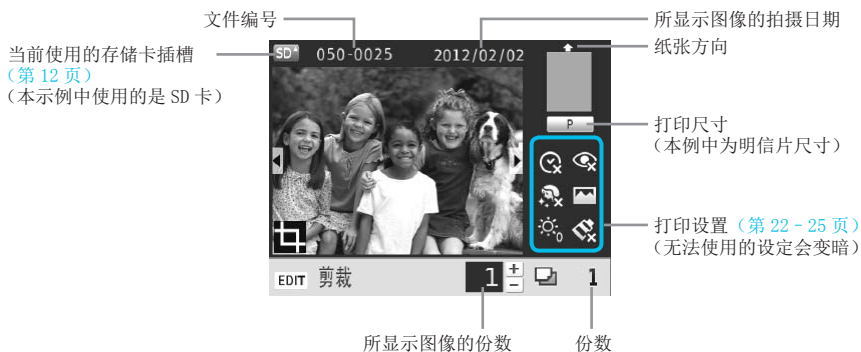 文件编号
所显示图像的拍摄日期
当前使用的存储卡插槽
（第 12 页）
（本示例中使用的是 SD 卡）
纸张方向
SD
050-0025
2012/02/02
P
打印尺寸
（本例中为明信片尺寸）
打印设置（第 22 – 25 页）
（无法使用的设定会变暗）
0
EDIT 剪裁
1
+
−
1
所显示图像的份数
份数